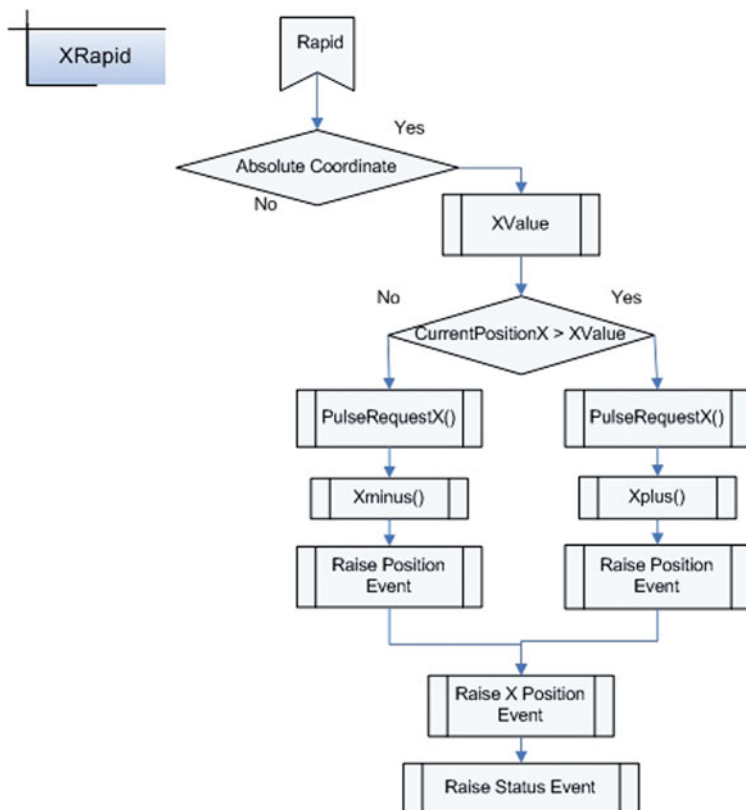 XRapid
Rapid
Yes
Absolute Coordinate
No
XValue
No
Yes
CurrentPositionX > XValue
PulseRequestX()
PulseRequestX()
Xminus()
Xplus()
Raise Position
Event
Raise Position
Event
Raise X Position
Event
Raise Status Event